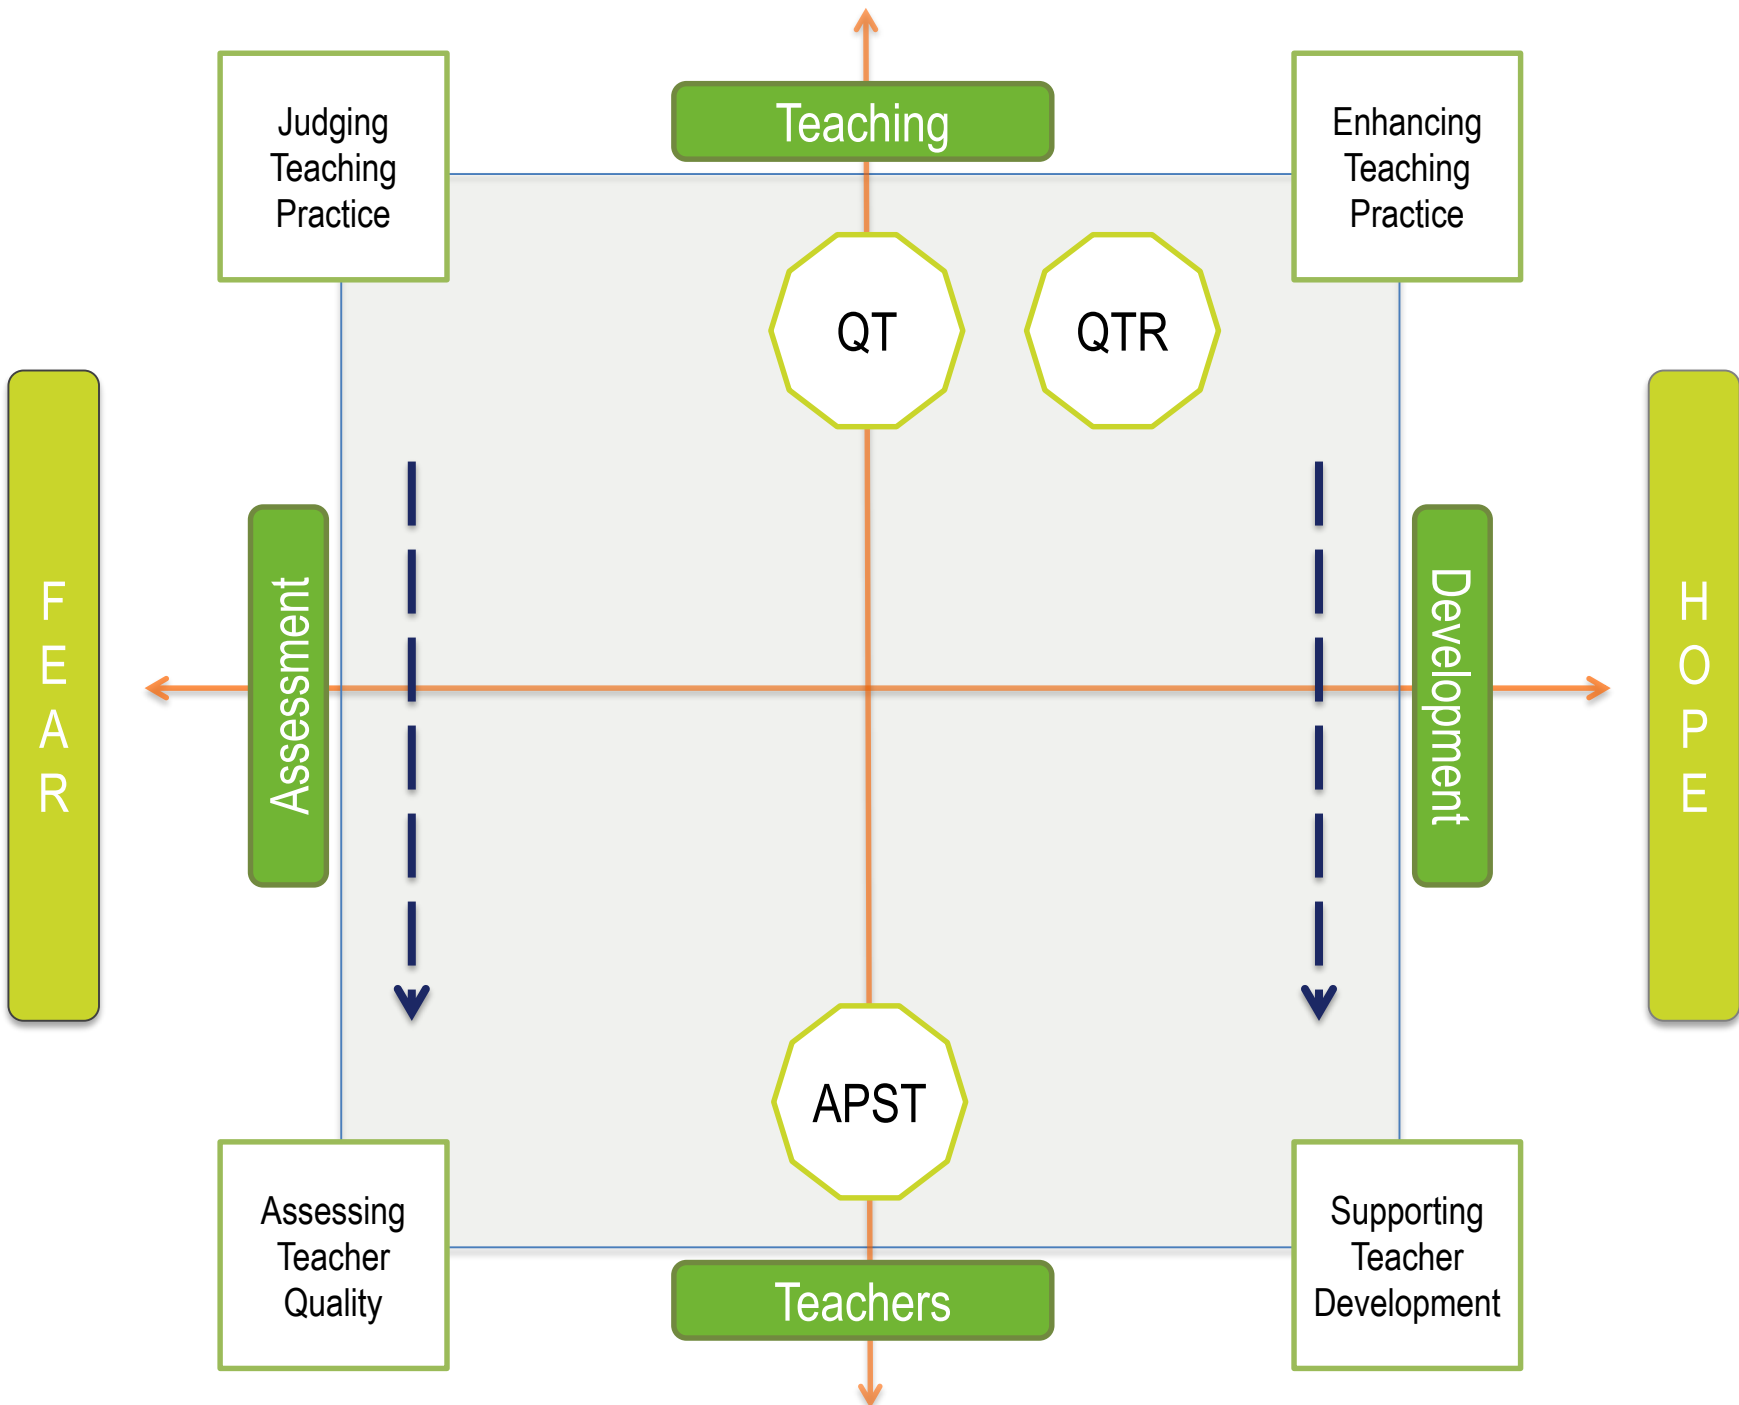 Teaching
Judging
Teaching
Practice
Enhancing
Teaching
Practice
QT
QTR
F
E
A
R
Assessment
Development
H
O
P
E
APST
Assessing
Teacher
Quality
Supporting
Teacher
Development
Teachers